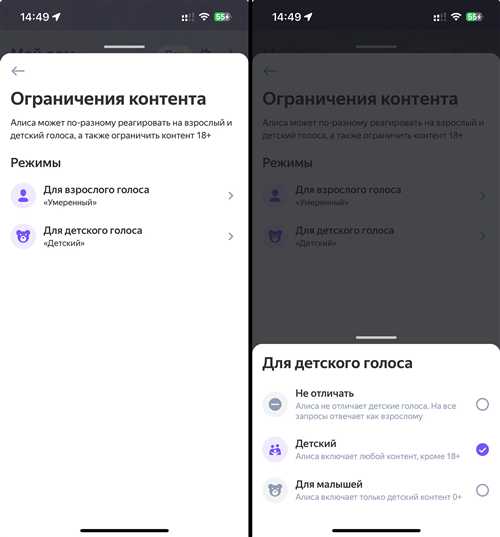 14:49
55
Ограничения контента
Алиса может по-разному реагировать на взрослый и
детский голоса, а также ограничить контент 18+
Режимы
Для взрослого голоса
«Умеренный»
Для детского голоса
«Детский»
14:49
55
Ограничения контента
Алиса может по-разному реагировать на взрослый и
детский голоса, а также ограничить контент 18+
Режимы
Для взрослого голоса
«Умеренный»
Для детского голоса
«Детский»
Для детского голоса
Не отличать
Алиса не отличает детские голоса. На все
запросы отвечает как взрослому
Детский
Алиса включает любой контент, кроме 18+
Для малышей
Алиса включает только детский контент 0+